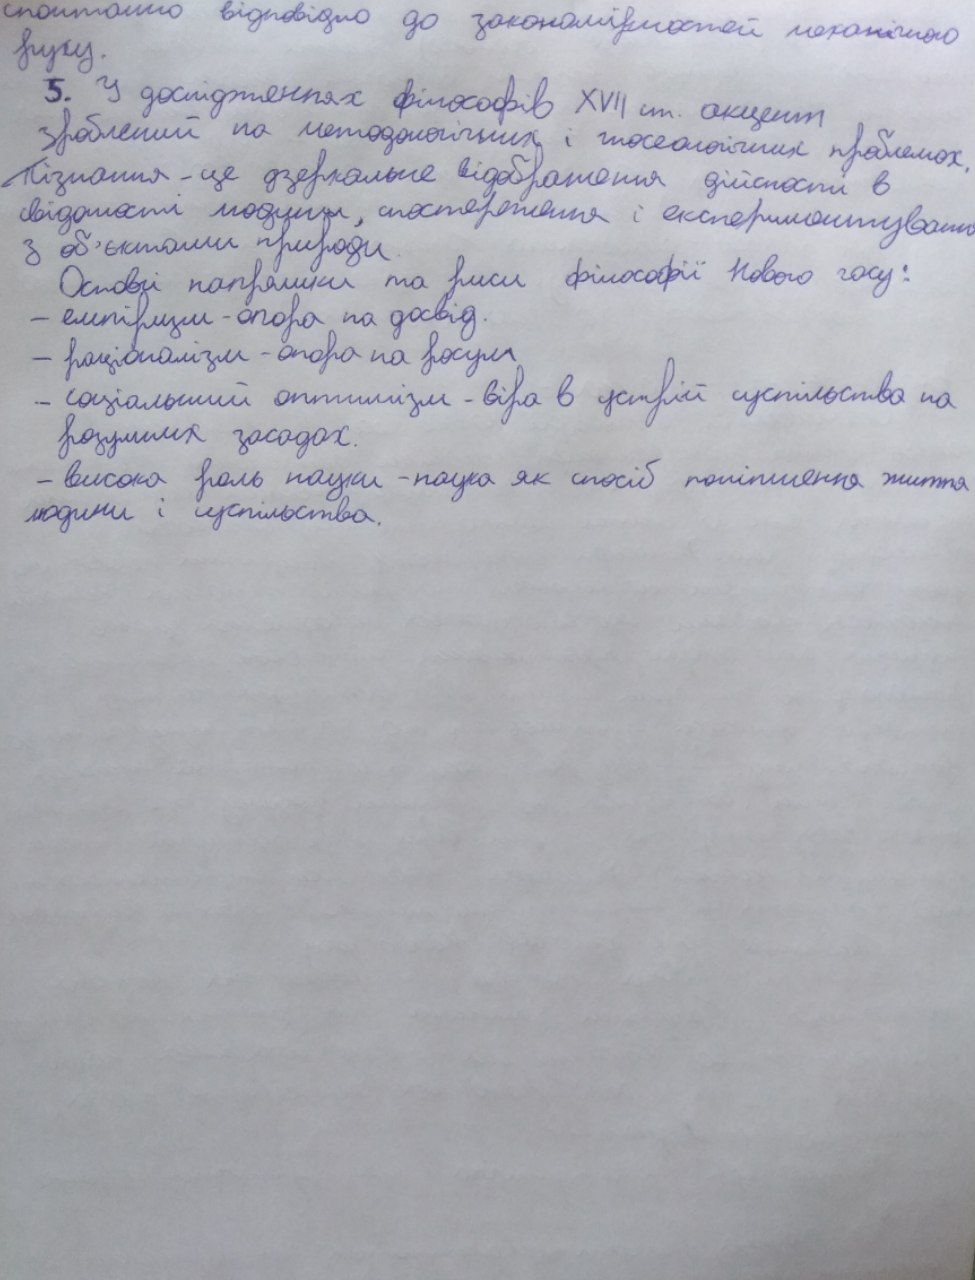 спонтанно відповідно до закономірностей механічного
руху.
5. У дослідженнях філософів XVII ст. акцент
зроблений на методологічних і гносеологічних проблемах.
Пізнання - це дзеркальне відображення дійсності в
свідомості людини, спостереження і експериментування
з об'єктами природи.
Основі напрямки та риси філософії Нового часу:
- емпіризм - опора на досвід.
- раціоналізм - опора на розум
- соціальний оптимізм - віра в устрій суспільства на
розумних засадах.
- висока роль науки - наука як спосіб поліпшення життя
людини і суспільства.